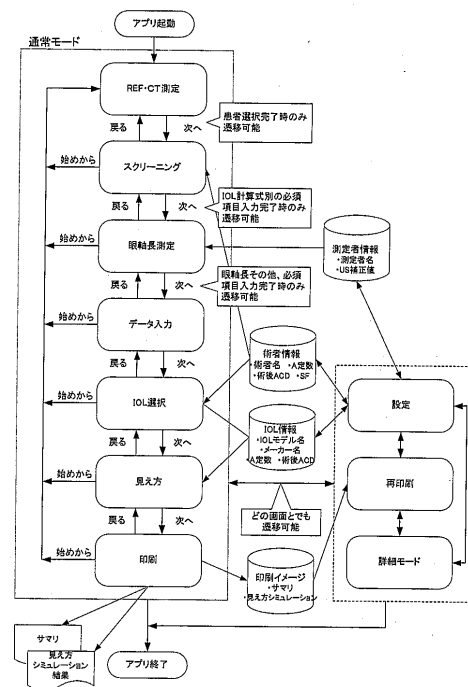 アプリ起動
通常モード
REF・CT測定
戻る
次へ
患者選択完了時のみ
遷移可能
始めから
スクリーニング
戻る
次へ
IOL計算式別の必須
項目入力完了時のみ
遷移可能
始めから
眼軸長測定
測定者情報
・測定者名
・US補正値
戻る
次へ
眼軸長その他、必須
項目入力完了時のみ
遷移可能
始めから
データ入力
戻る
次へ
術者情報
・術者名 ・A定数
・術後ACD ・SF
始めから
IOL選択
設定
IOL情報
・IOLモデル名
・メーカー名
・A定数 ・術後ACD
戻る
次へ
始めから
見え方
再印刷
戻る
次へ
どの画面とでも
遷移可能
始めから
印刷
詳細モード
印刷イメージ
・サマリ
・見え方シミュレーション
サマリ
見え方
シミュレーション
結果
アプリ終了